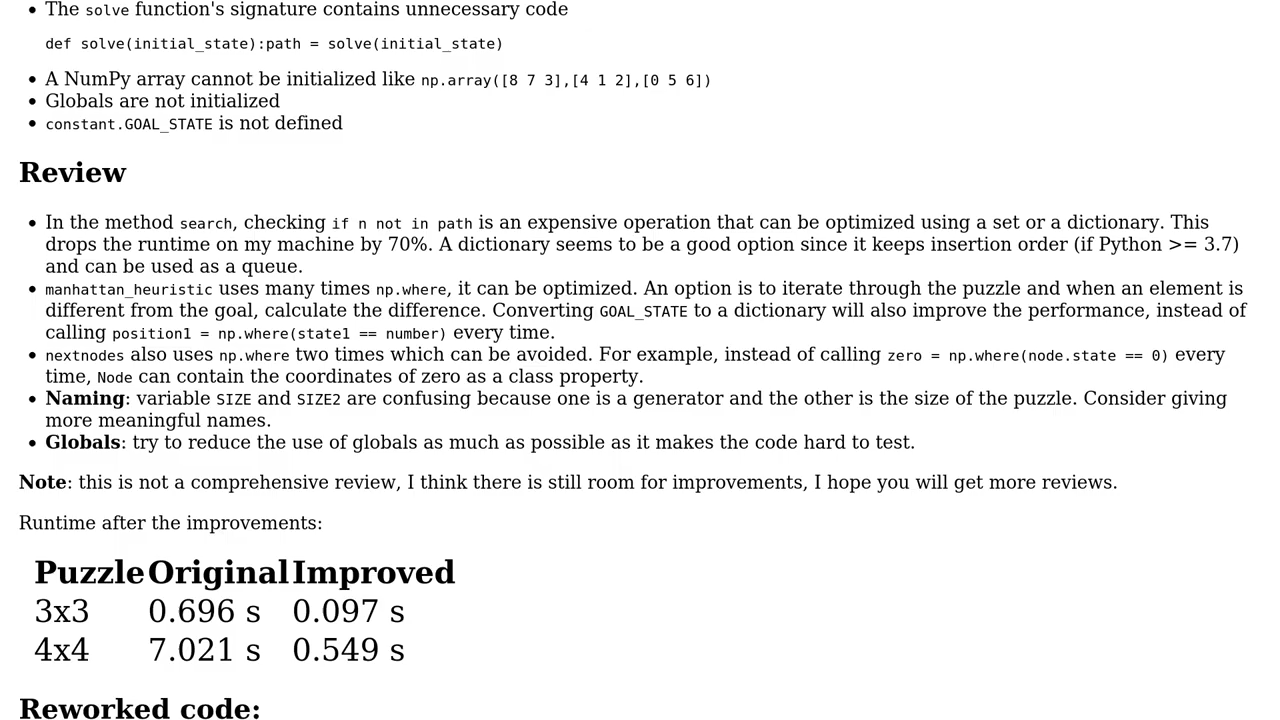 • The solve function's signature contains unnecessary code
def solve(initial_state):path = solve(initial_state)
• A NumPy array cannot be initialized like np.array([8 7 3],[4 1 2],[0 5 6])
• Globals are not initialized
• constant.GOAL_STATE is not defined
Review
• In the method search, checking if n not in path is an expensive operation that can be optimized using a set or a dictionary. This
drops the runtime on my machine by 70%. A dictionary seems to be a good option since it keeps insertion order (if Python >= 3.7)
and can be used as a queue.
• manhattan_heuristic uses many times np.where, it can be optimized. An option is to iterate through the puzzle and when an element is
different from the goal, calculate the difference. Converting GOAL_STATE to a dictionary will also improve the performance, instead of
calling position1 = np.where(state1 == number) every time.
• nextnodes also uses np.where two times which can be avoided. For example, instead of calling zero = np.where(node.state == 0) every
time, Node can contain the coordinates of zero as a class property.
• Naming: variable SIZE and SIZE2 are confusing because one is a generator and the other is the size of the puzzle. Consider giving
more meaningful names.
• Globals: try to reduce the use of globals as much as possible as it makes the code hard to test.
Note: this is not a comprehensive review, I think there is still room for improvements, I hope you will get more reviews.
Runtime after the improvements:
Puzzle Original Improved
3x3 0.696 s 0.097 s
4x4 7.021 s 0.549 s
Reworked code: